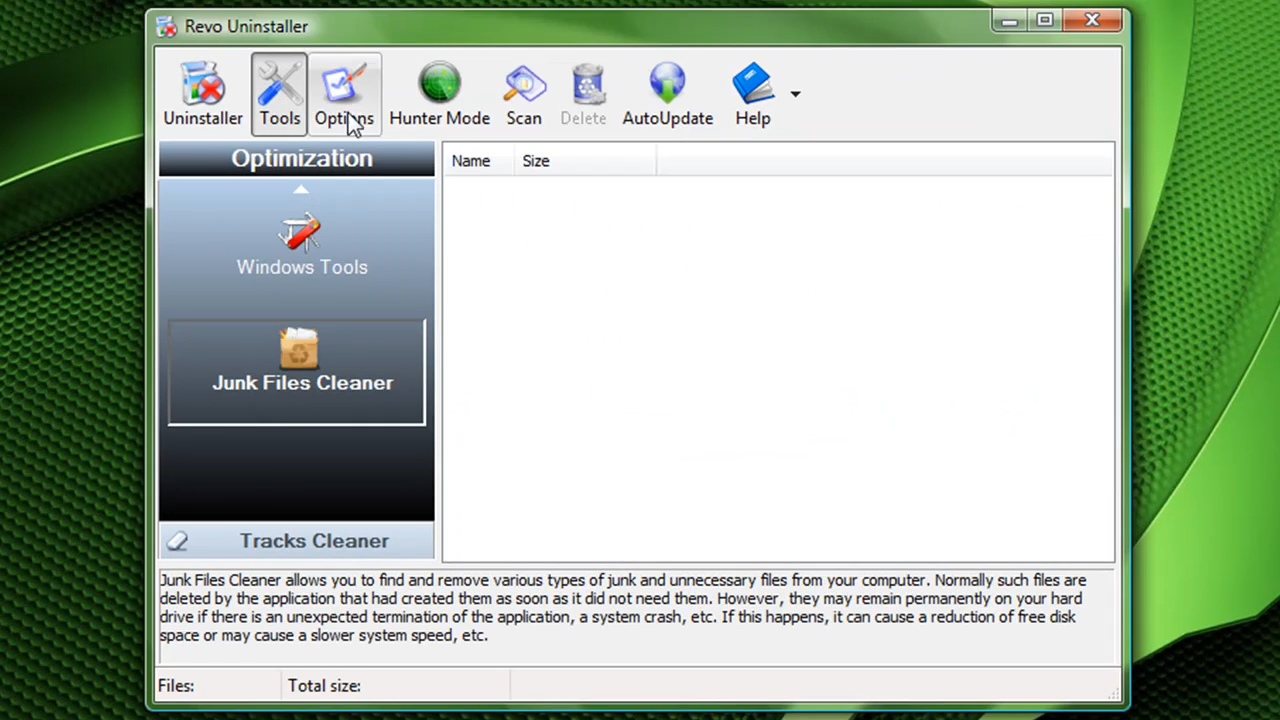 Revo Uninstaller
Uninstaller Tools Options Hunter Mode Scan Delete AutoUpdate Help
Optimization
Name Size
Windows Tools
Junk Files Cleaner
Tracks Cleaner
Junk Files Cleaner allows you to find and remove various types of junk and unnecessary files from your computer. Normally such files are
deleted by the application that had created them as soon as it did not need them. However, they may remain permanently on your hard
drive if there is an unexpected termination of the application, a system crash, etc. If this happens, it can cause a reduction of free disk
space or may cause a slower system speed, etc.
Files: Total size: